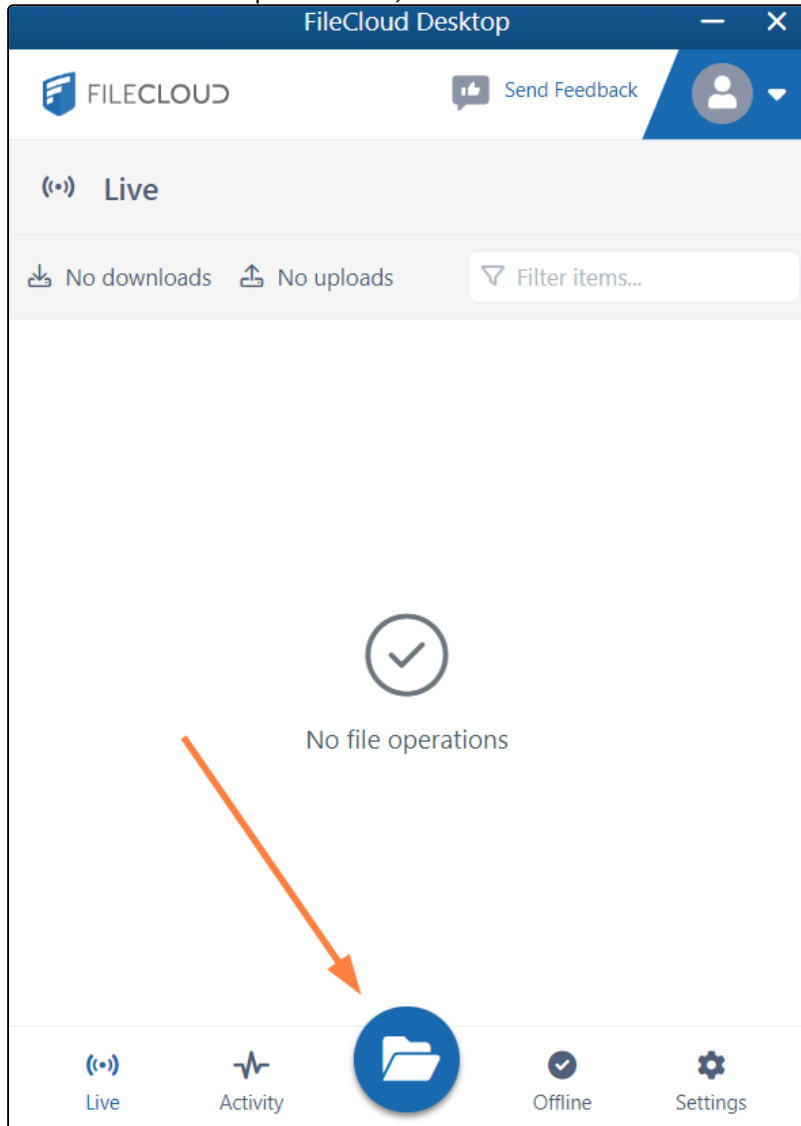 FileCloud Desktop
FILECLOUD
Send Feedback
Live
No downloads
No uploads
Filter items...
No file operations
Live
Activity
Offline
Settings